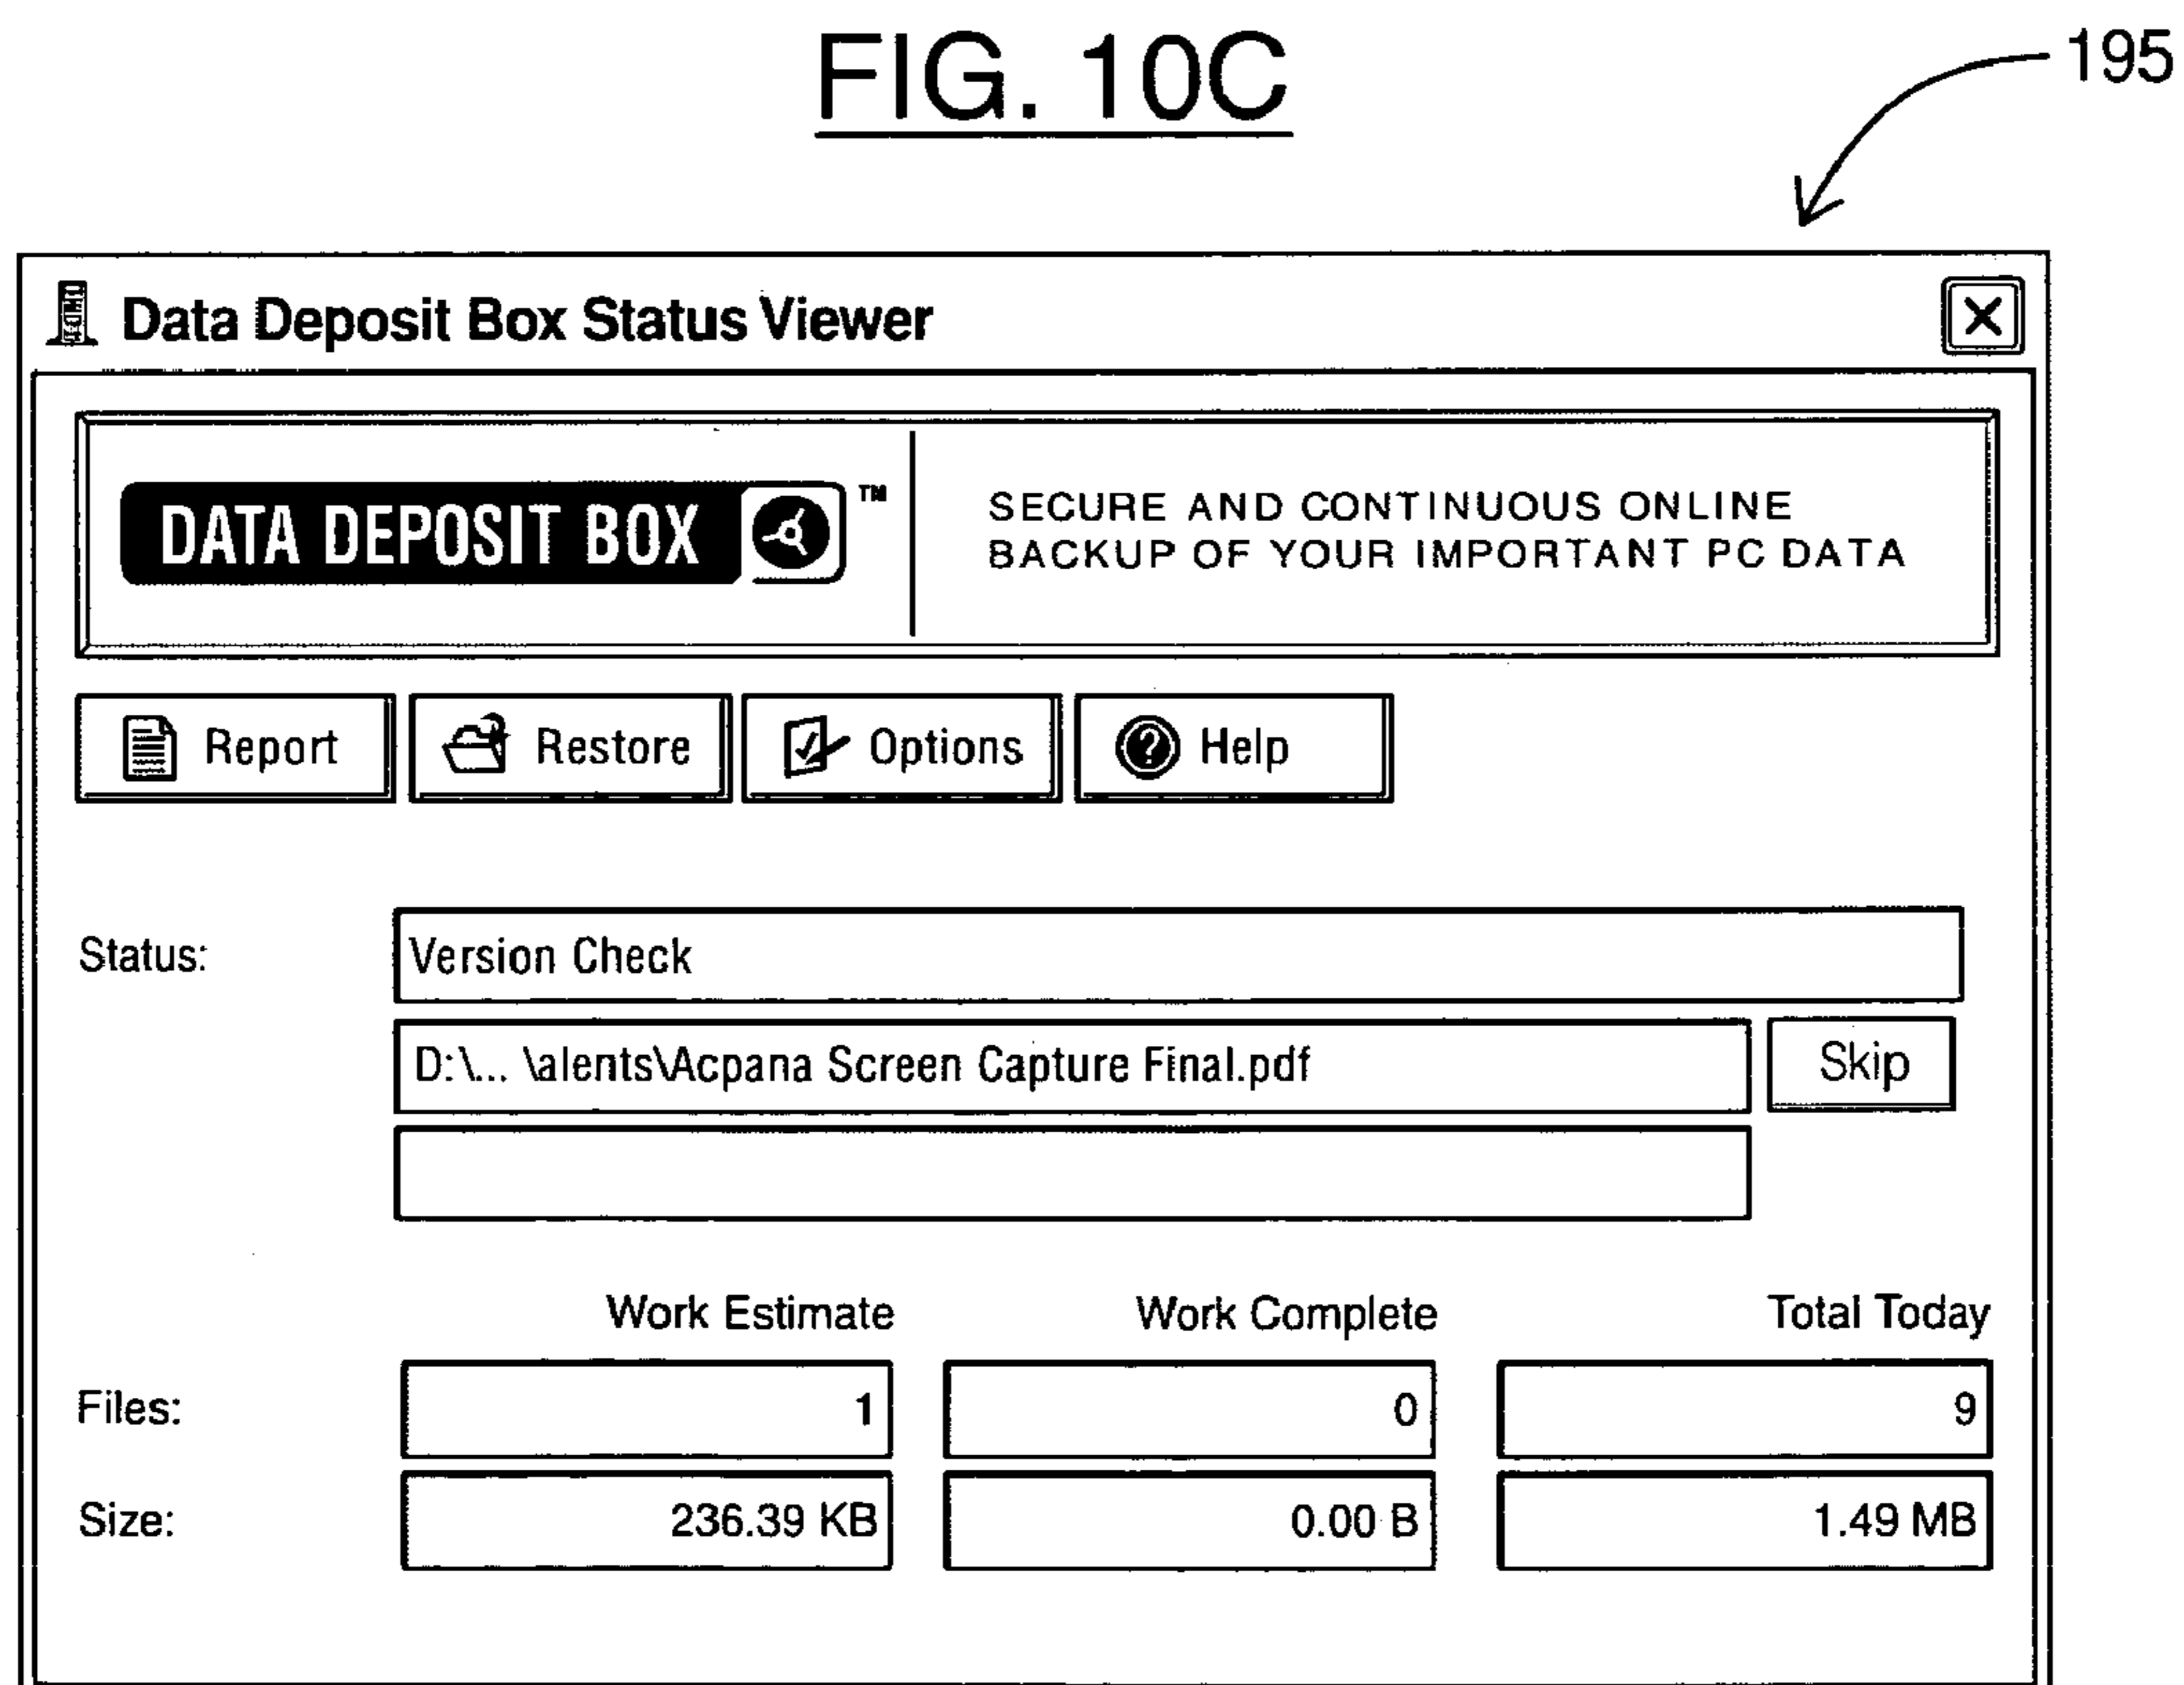 FIG. 10C
195
Data Deposit Box Status Viewer
DATA DEPOSIT BOX ™
SECURE AND CONTINUOUS ONLINE
BACKUP OF YOUR IMPORTANT PC DATA
Report Restore Options Help
Status: Version Check
D:\... \alents\Acpana Screen Capture Final.pdf Skip
Work Estimate Work Complete Total Today
Files: 1 0 9
Size: 236.39 KB 0.00 B 1.49 MB